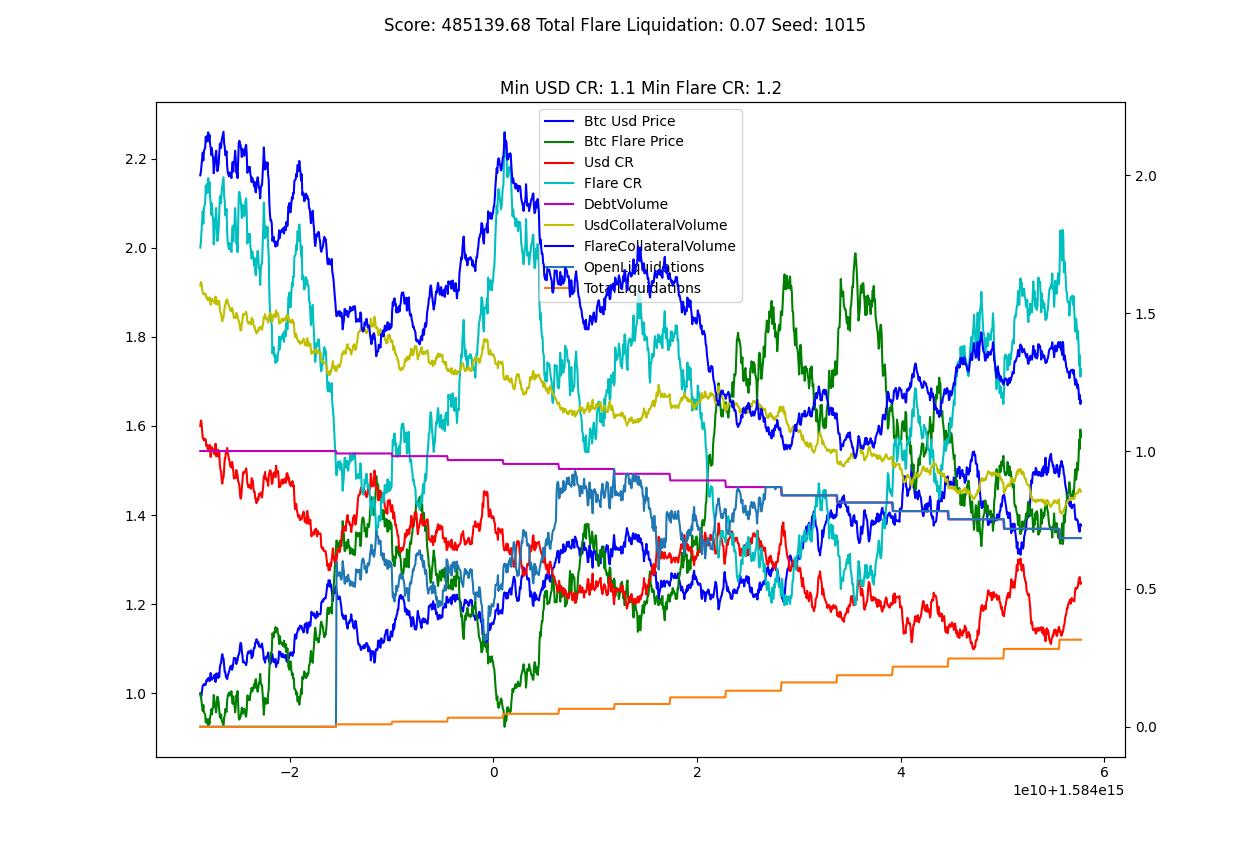 Score: 485139.68 Total Flare Liquidation: 0.07 Seed: 1015
Min USD CR: 1.1 Min Flare CR: 1.2
Btc Usd Price
Btc Flare Price
Usd CR
Flare CR
DebtVolume
UsdCollateralVolume
FlareCollateralVolume
OpenLiquidations
TotalLiquidations
2.2
2.0
1.8
1.6
1.4
1.2
1.0
2.0
1.5
1.0
0.5
0.0
−2
0
2
4
6
1e10+1.584e15